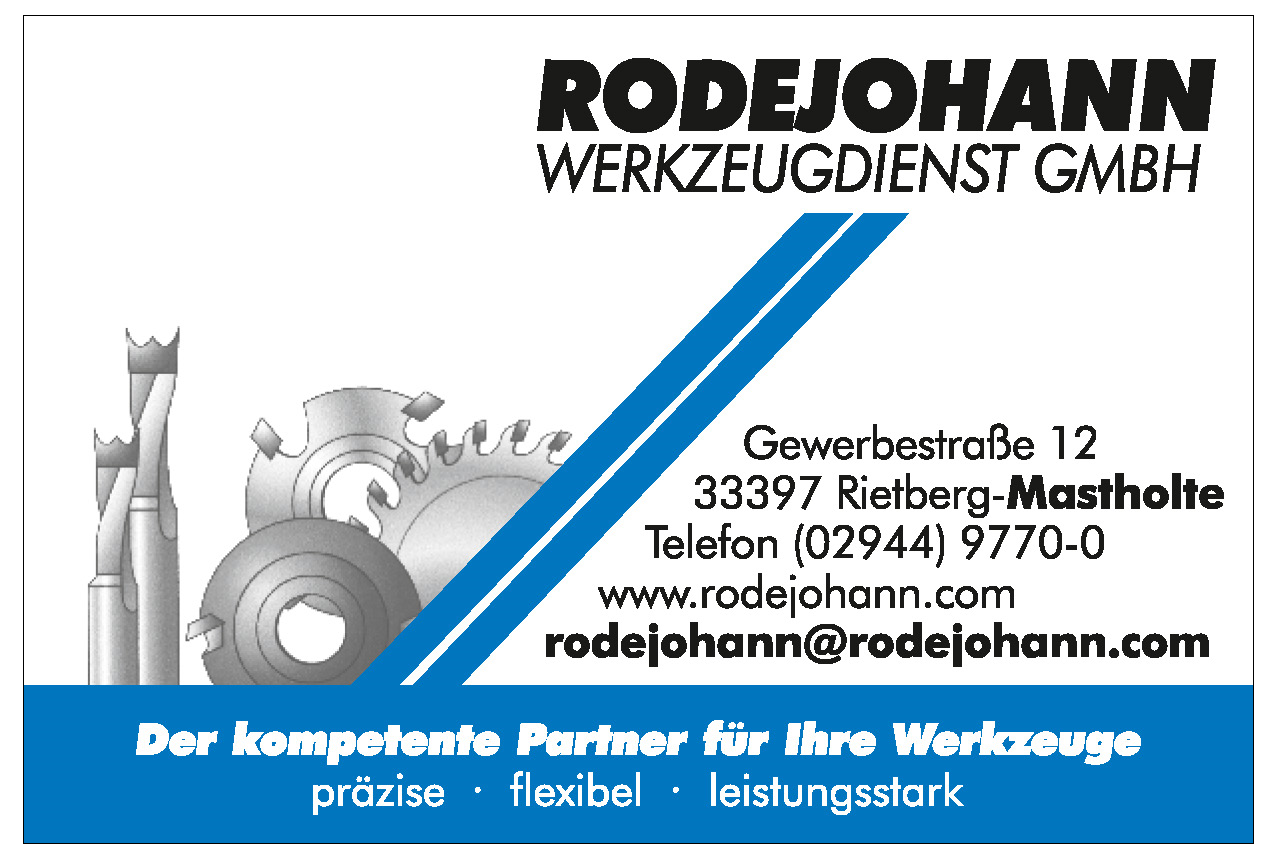 RODEJOHANN
WERKZEUGDIENST GMBH
Gewerbestraße 12
33397 Rietberg-Mastholte
Telefon (02944) 9770-0
www.rodejohann.com
rodejohann@rodejohann.com
Der kompetente Partner für Ihre Werkzeuge
präzise · flexibel · leistungsstark